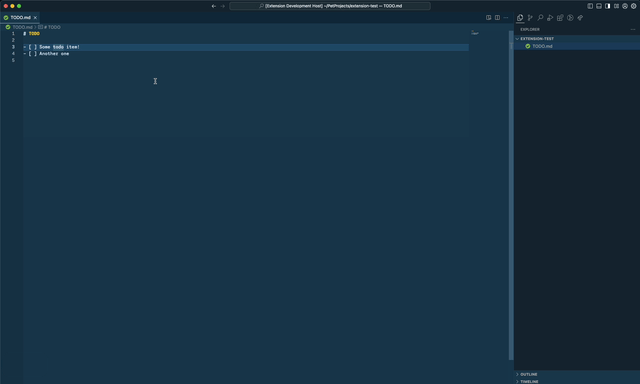 [Extension Development Host] ~/PetProjects/extension-test — TODO.md
TODO.md
TODO.md › # TODO
1 # TODO
2
3 - [ ] Some todo item!
4 - [ ] Another one
5
EXPLORER
EXTENSION-TEST
TODO.md
OUTLINE
TIMELINE